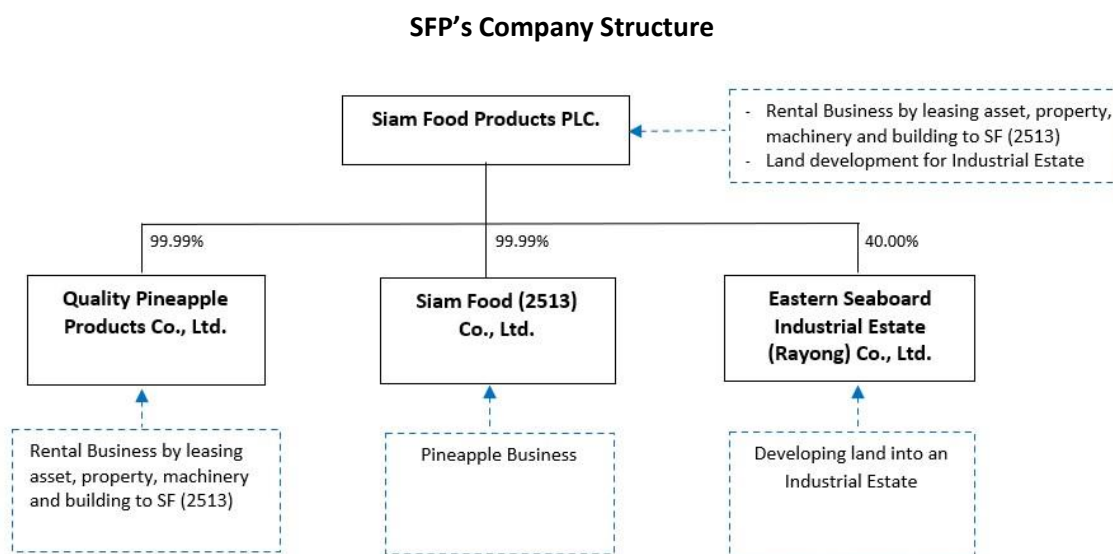 SFP’s Company Structure
Siam Food Products PLC.
- Rental Business by leasing asset, property,
machinery and building to SF (2513)
- Land development for Industrial Estate
99.99%
99.99%
40.00%
Quality Pineapple
Products Co., Ltd.
Siam Food (2513)
Co., Ltd.
Eastern Seaboard
Industrial Estate
(Rayong) Co., Ltd.
Rental Business by leasing
asset, property, machinery
and building to SF (2513)
Pineapple Business
Developing land into an
Industrial Estate